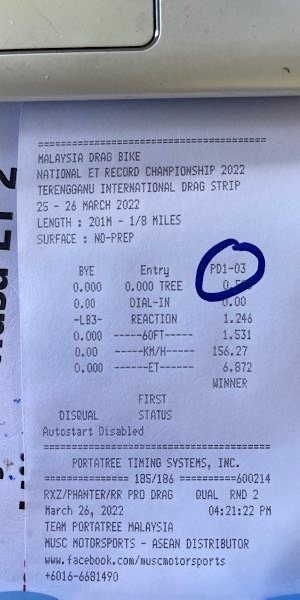 ==========================================
MALAYSIA DRAG BIKE
NATIONAL ET RECORD CHAMPIONSHIP 2022
TERENGGANU INTERNATIONAL DRAG STRIP
25 - 26 MARCH 2022
LENGTH : 201M - 1/8 MILES
SURFACE : NO-PREP
BYE Entry PD1-03
0.000 0.000 TREE
0.00 DIAL-IN 0.00
-LB3- REACTION 1.246
0.000 -----60FT----- 1.531
0.00 -----KM/H----- 156.27
0.000 ------ET------ 6.872
WINNER
FIRST
DISQUAL STATUS
Autostart Disabled
==========================================
PORTATREE TIMING SYSTEMS, INC.
=============== 185/186 ==========600214
RXZ/PHANTER/RR PRO DRAG QUAL RND 2
March 26, 2022 04:21:22 PM
TEAM PORTATREE MALAYSIA
MUSC MOTORSPORTS - ASEAN DISTRIBUTOR
www.facebook.com/muscmotorsports
+6016-6681490